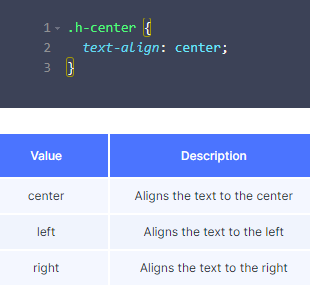 1 .h-center {
2 text-align: center;
3 }
Value Description
center Aligns the text to the center
left Aligns the text to the left
right Aligns the text to the right